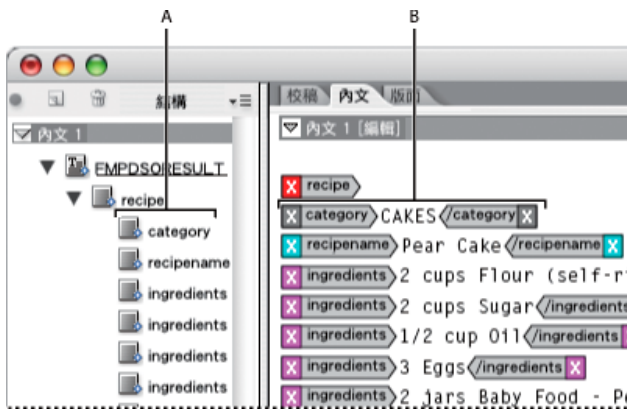 A
B
結構
校稿 內文 版面
內文 1
內文 1 [編輯]
EMPDSORESULT
recipe
category
recipename
ingredients
ingredients
ingredients
ingredients
X recipe
X category CAKES /category X
X recipename Pear Cake /recipename X
X ingredients 2 cups Flour (self-r
X ingredients 2 cups Sugar /ingredients
X ingredients 1/2 cup Oil /ingredients
X ingredients 3 Eggs /ingredients X
X ingredients 2 jars Baby Food - P